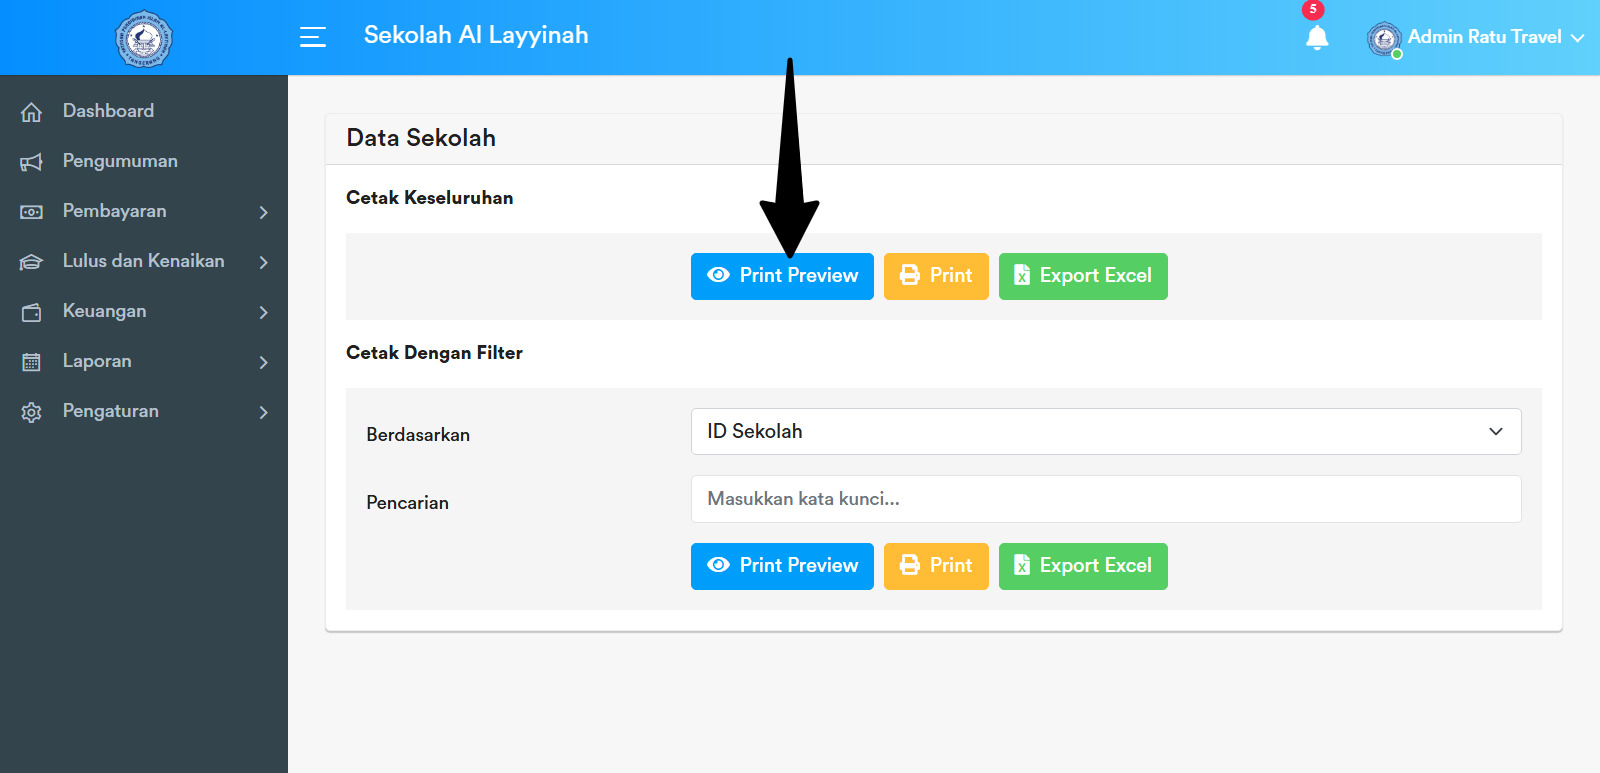 Sekolah Al Layyinah
5
Admin Ratu Travel
Dashboard
Pengumuman
Pembayaran
Lulus dan Kenaikan
Keuangan
Laporan
Pengaturan
Data Sekolah
Cetak Keseluruhan
Print Preview Print Export Excel
Cetak Dengan Filter
Berdasarkan ID Sekolah
Pencarian Masukkan kata kunci...
Print Preview Print Export Excel